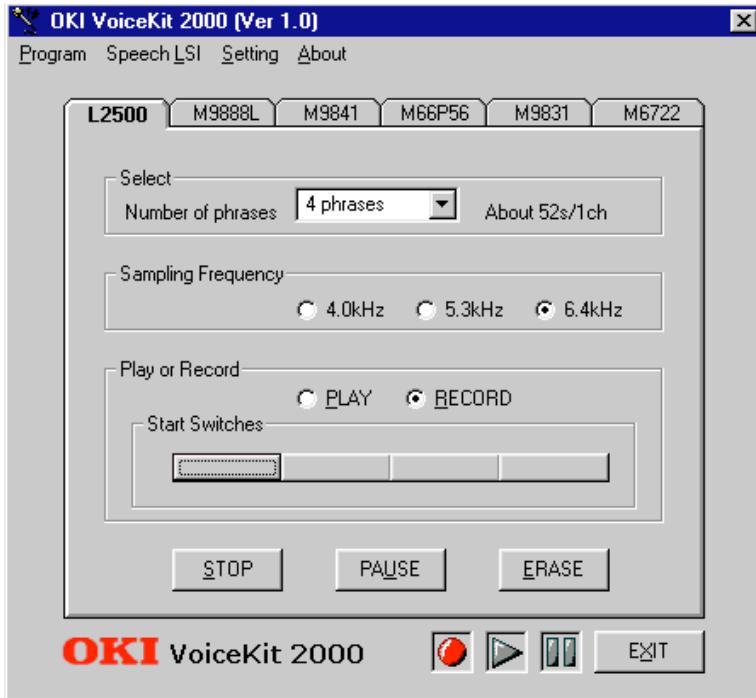 OKI VoiceKit 2000 (Ver 1.0)
Program Speech LSI Setting About
L2500 M9888L M9841 M66P56 M9831 M6722
Select
Number of phrases 4 phrases About 52s/1ch
Sampling Frequency
4.0kHz 5.3kHz 6.4kHz
Play or Record
PLAY RECORD
Start Switches
STOP PAUSE ERASE
OKI VoiceKit 2000 EXIT